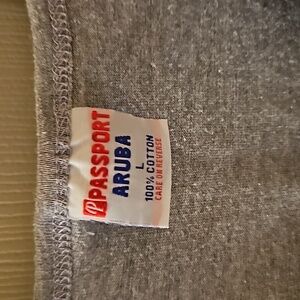 PASSPORT
ARUBA
L
100% COTTON
CARE ON REVERSE